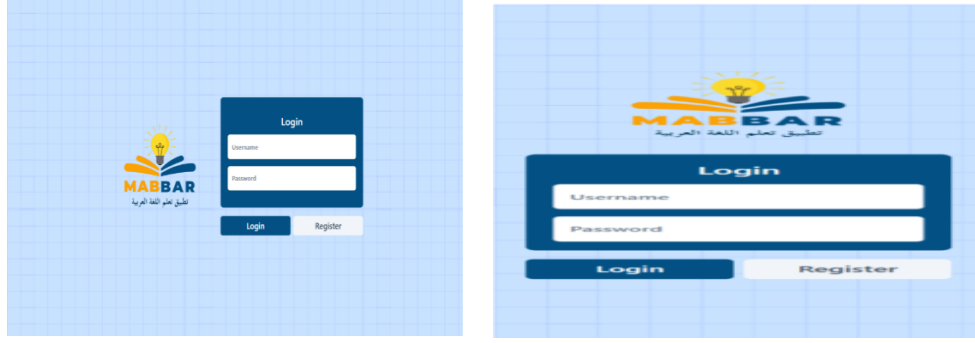 Login
Username
MABBAR
Password
تطبيق تعلم اللغة العربية
Login Register
MABBAR
تطبيق تعلم اللغة العربية
Login
Username
Password
Login Register